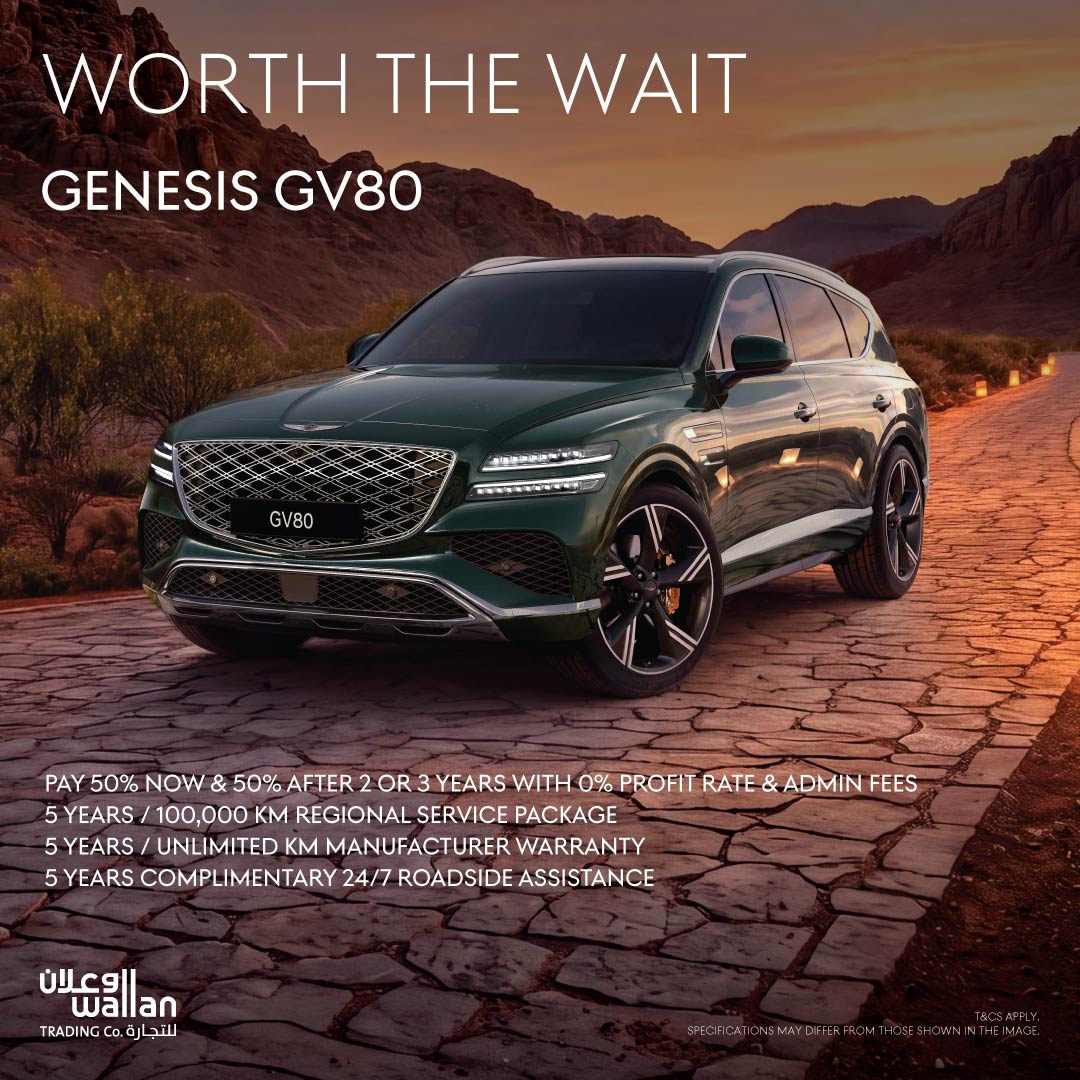 WORTH THE WAIT
GENESIS GV80
GV80
PAY 50% NOW & 50% AFTER 2 OR 3 YEARS WITH 0% PROFIT RATE & ADMIN FEES
5 YEARS / 100,000 KM REGIONAL SERVICE PACKAGE
5 YEARS / UNLIMITED KM MANUFACTURER WARRANTY
5 YEARS COMPLIMENTARY 24/7 ROADSIDE ASSISTANCE
الوعلان
wallan
TRADING Co. للتجارة
T&CS APPLY.
SPECIFICATIONS MAY DIFFER FROM THOSE SHOWN IN THE IMAGE.